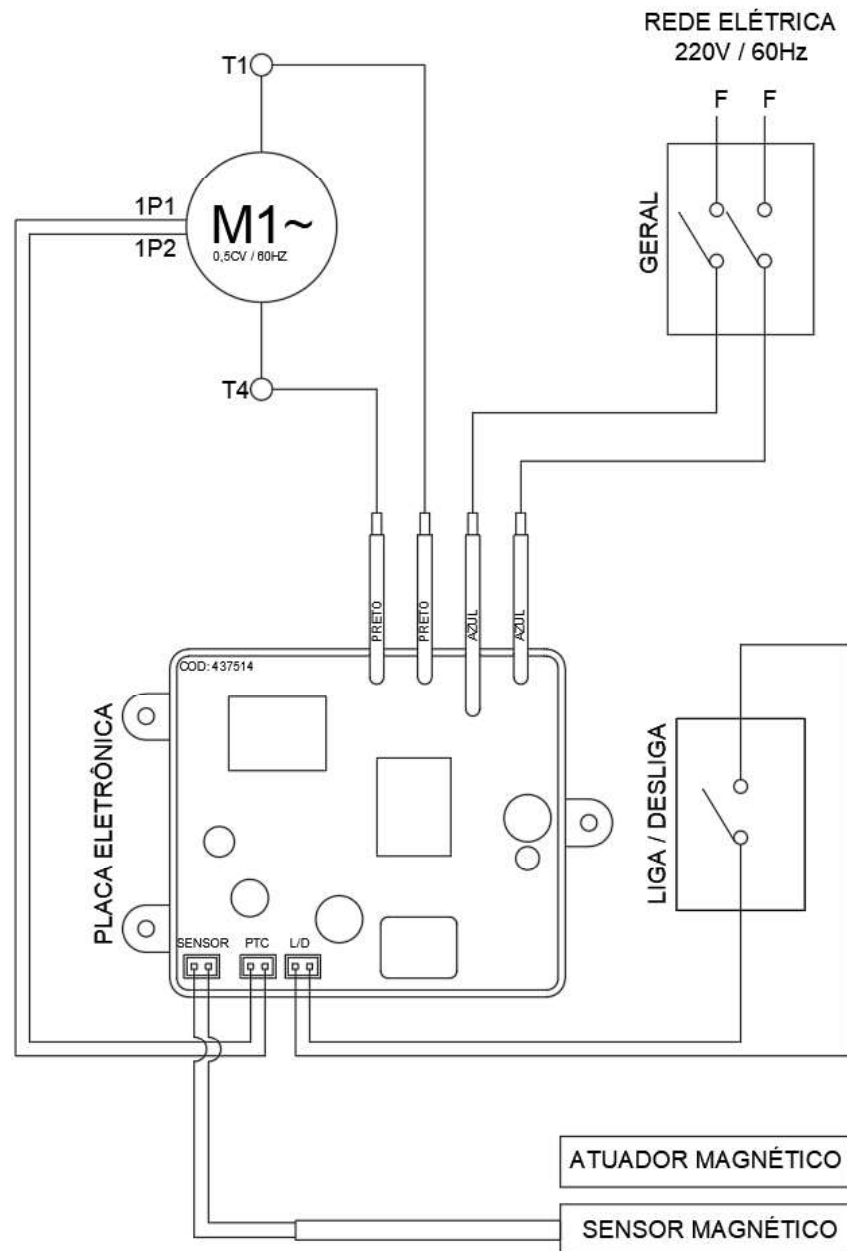 REDE ELÉTRICA
220V / 60Hz
F F
GERAL
T1
1P1
1P2
M1~
0,5CV / 60HZ
T4
PRETO
PRETO
AZUL
AZUL
COD: 437514
PLACA ELETRÔNICA
LIGA / DESLIGA
SENSOR PTC L/D
ATUADOR MAGNÉTICO
SENSOR MAGNÉTICO